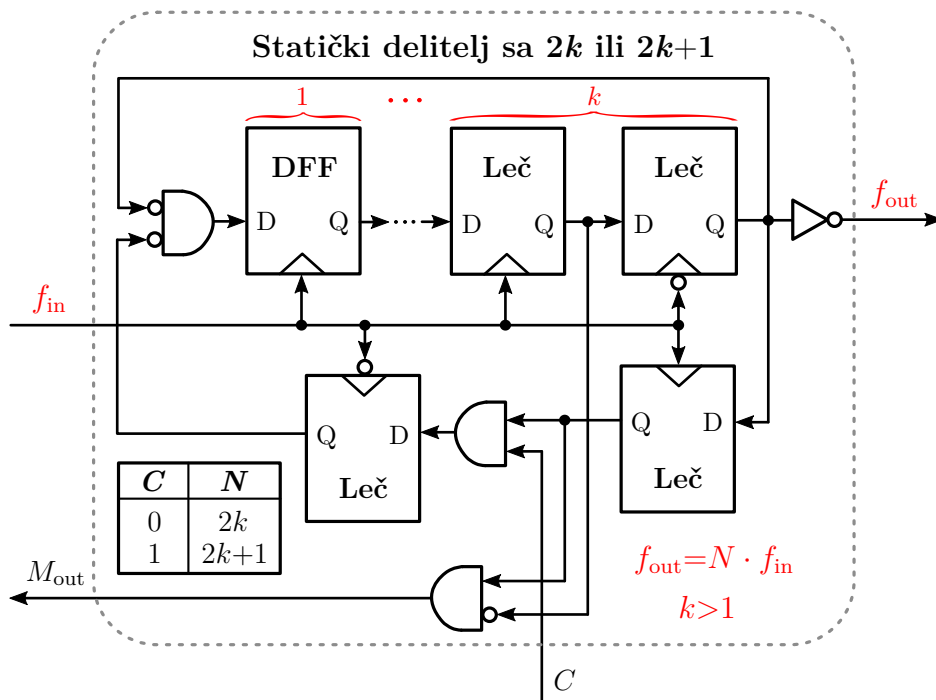 Statički delitelj sa 2k ili 2k+1
1 ··· k
DFF
D Q
Leč
D Q
Leč
D Q
f_out
f_in
Q D
Leč
Q D
Leč
C N
0 2k
1 2k+1
f_out=N · f_in
k>1
M_out
C